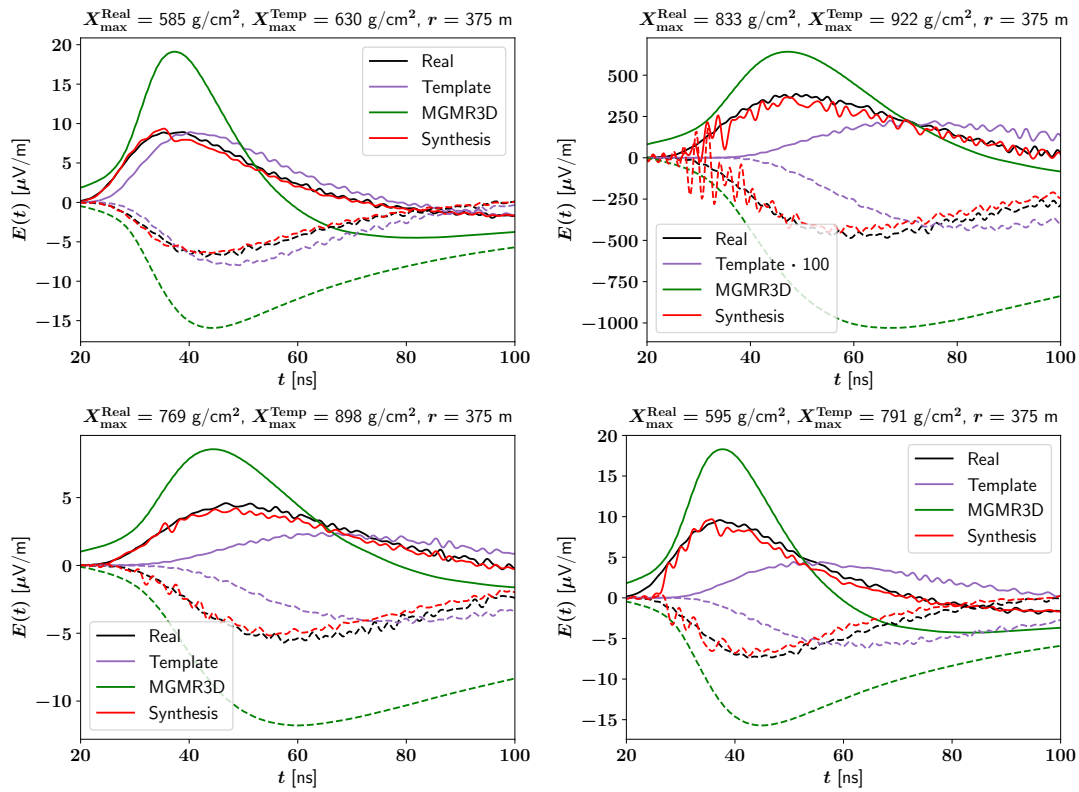 X_max^Real = 585 g/cm², X_max^Temp = 630 g/cm², r = 375 m
20
15
10
5
0
−5
−10
−15
E(t) [µV/m]
Real
Template
MGMR3D
Synthesis
20 40 60 80 100
t [ns]
X_max^Real = 833 g/cm², X_max^Temp = 922 g/cm², r = 375 m
500
250
0
−250
−500
−750
−1000
E(t) [µV/m]
Real
Template · 100
MGMR3D
Synthesis
20 40 60 80 100
t [ns]
X_max^Real = 769 g/cm², X_max^Temp = 898 g/cm², r = 375 m
5
0
−5
−10
E(t) [µV/m]
Real
Template
MGMR3D
Synthesis
20 40 60 80 100
t [ns]
X_max^Real = 595 g/cm², X_max^Temp = 791 g/cm², r = 375 m
20
15
10
5
0
−5
−10
−15
E(t) [µV/m]
Real
Template
MGMR3D
Synthesis
20 40 60 80 100
t [ns]